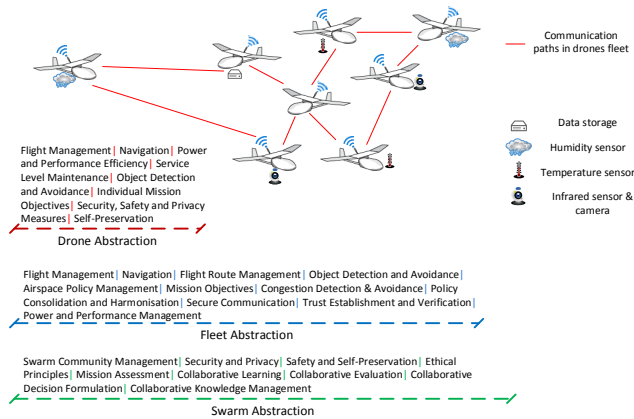 Communication
paths in drones fleet
Data storage
Humidity sensor
Temperature sensor
Infrared sensor &
camera
Flight Management| Navigation| Power
and Performance Efficiency| Service
Level Maintenance| Object Detection
and Avoidance| Individual Mission
Objectives| Security, Safety and Privacy
Measures| Self-Preservation
Drone Abstraction
Flight Management| Navigation| Flight Route Management| Object Detection and Avoidance|
Airspace Policy Management| Mission Objectives| Congestion Detection & Avoidance| Policy
Consolidation and Harmonisation| Secure Communication| Trust Establishment and Verification|
Power and Performance Management
Fleet Abstraction
Swarm Community Management| Security and Privacy| Safety and Self-Preservation| Ethical
Principles| Mission Assessment| Collaborative Learning| Collaborative Evaluation| Collaborative
Decision Formulation| Collaborative Knowledge Management
Swarm Abstraction